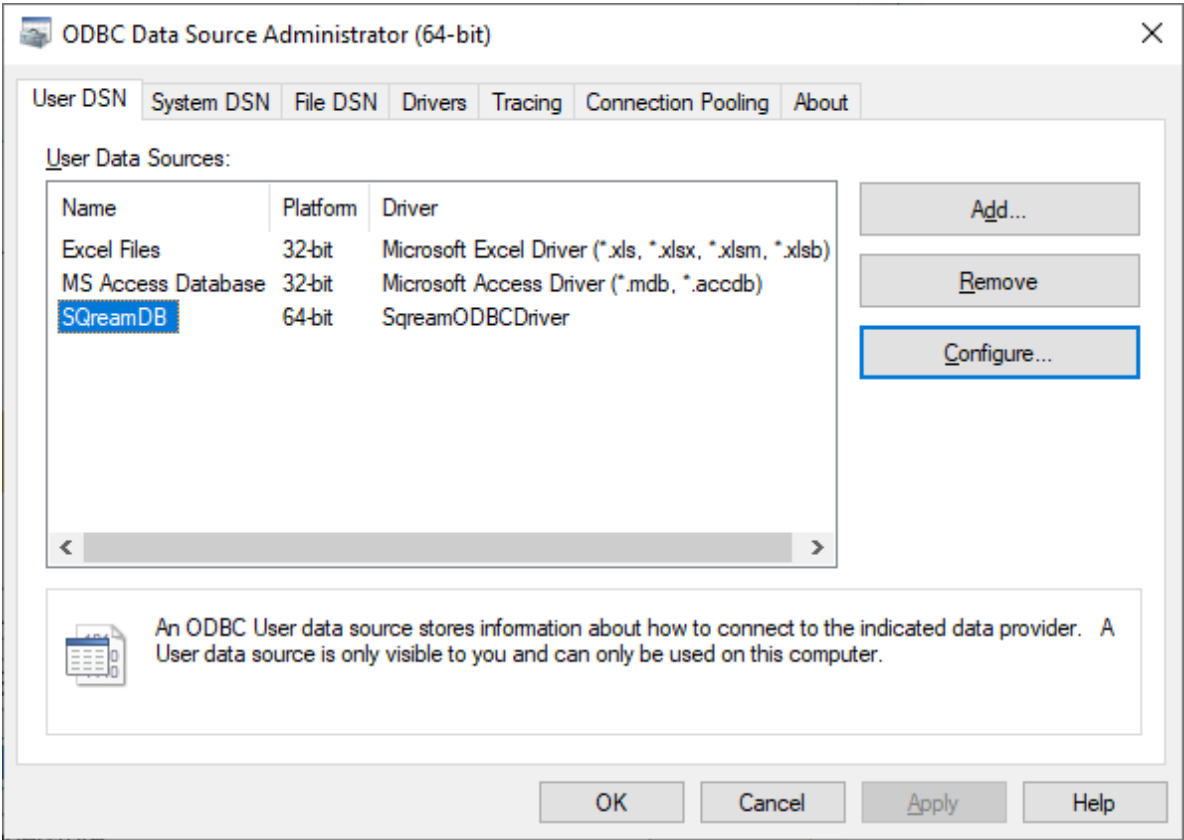 ODBC Data Source Administrator (64-bit)
User DSN System DSN File DSN Drivers Tracing Connection Pooling About
User Data Sources:
Name Platform Driver
Excel Files 32-bit Microsoft Excel Driver (*.xls, *.xlsx, *.xlsm, *.xlsb)
MS Access Database 32-bit Microsoft Access Driver (*.mdb, *.accdb)
SQreamDB 64-bit SqreamODBCDriver
Add...
Remove
Configure...
An ODBC User data source stores information about how to connect to the indicated data provider. A
User data source is only visible to you and can only be used on this computer.
OK Cancel Apply Help